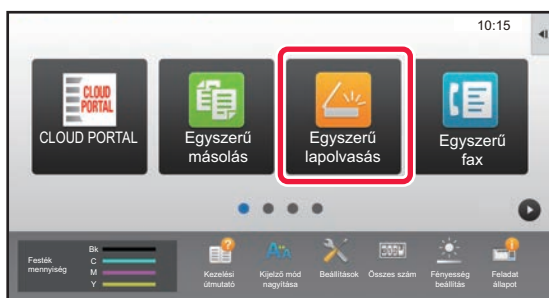 10:15
CLOUD
PORTAL
CLOUD PORTAL
Egyszerű
másolás
Egyszerű
lapolvasás
Egyszerű
fax
Festék
mennyiség
Bk
C
M
Y
Kezelési
útmutató
Kijelző mód
nagyítása
Beállítások
Összes szám
Fényesség
beállítás
Feladat
állapot